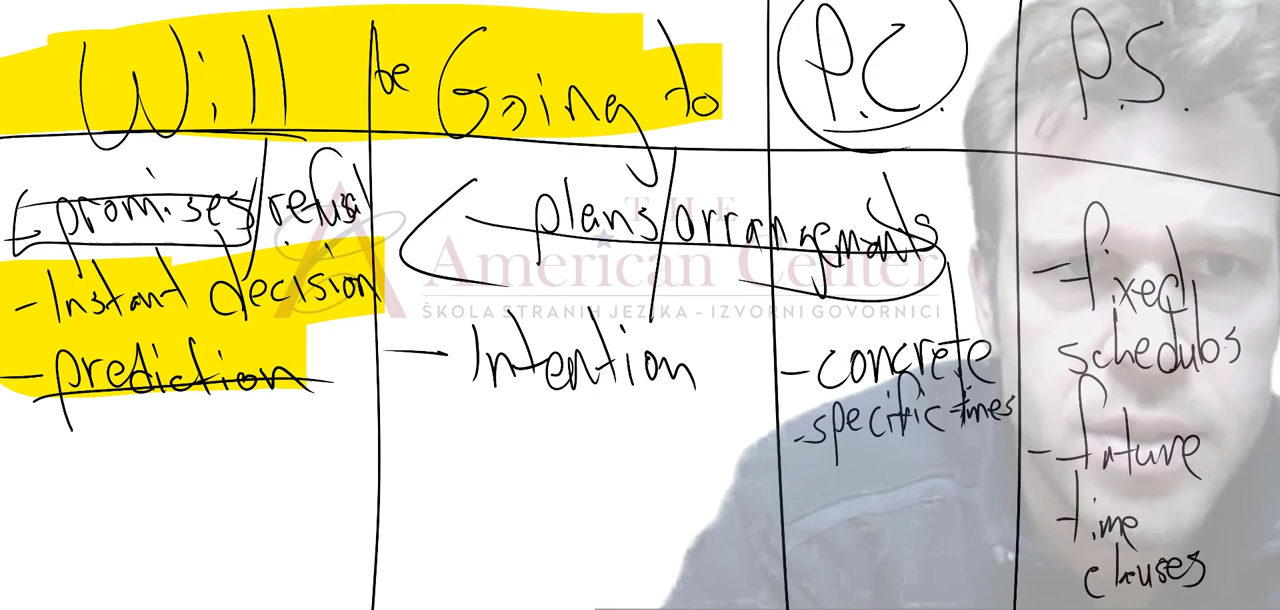 Will
be Going to
P.C.
P.S.
promises/refusal
- Instant decision
- prediction
plans/arrangements
- Intention
- concrete
- specific times
- fixed
schedules
- future
time
clauses
THE
American Center
ŠKOLA STRANIH JEZIKA - IZVORNI GOVORNICI